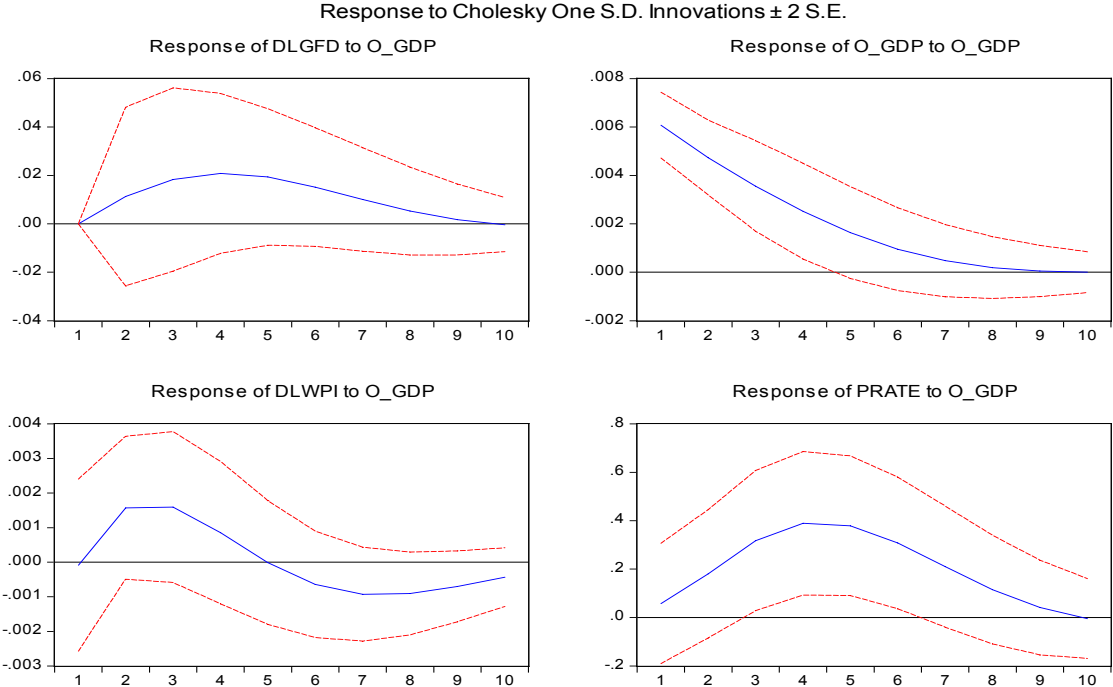 Response to Cholesky One S.D. Innovations ± 2 S.E.
Response of DLGFD to O_GDP
.06
.04
.02
.00
-.02
-.04
1 2 3 4 5 6 7 8 9 10
Response of O_GDP to O_GDP
.008
.006
.004
.002
.000
-.002
1 2 3 4 5 6 7 8 9 10
Response of DLWPI to O_GDP
.004
.003
.002
.001
.000
-.001
-.002
-.003
1 2 3 4 5 6 7 8 9 10
Response of PRATE to O_GDP
.8
.6
.4
.2
.0
-.2
1 2 3 4 5 6 7 8 9 10